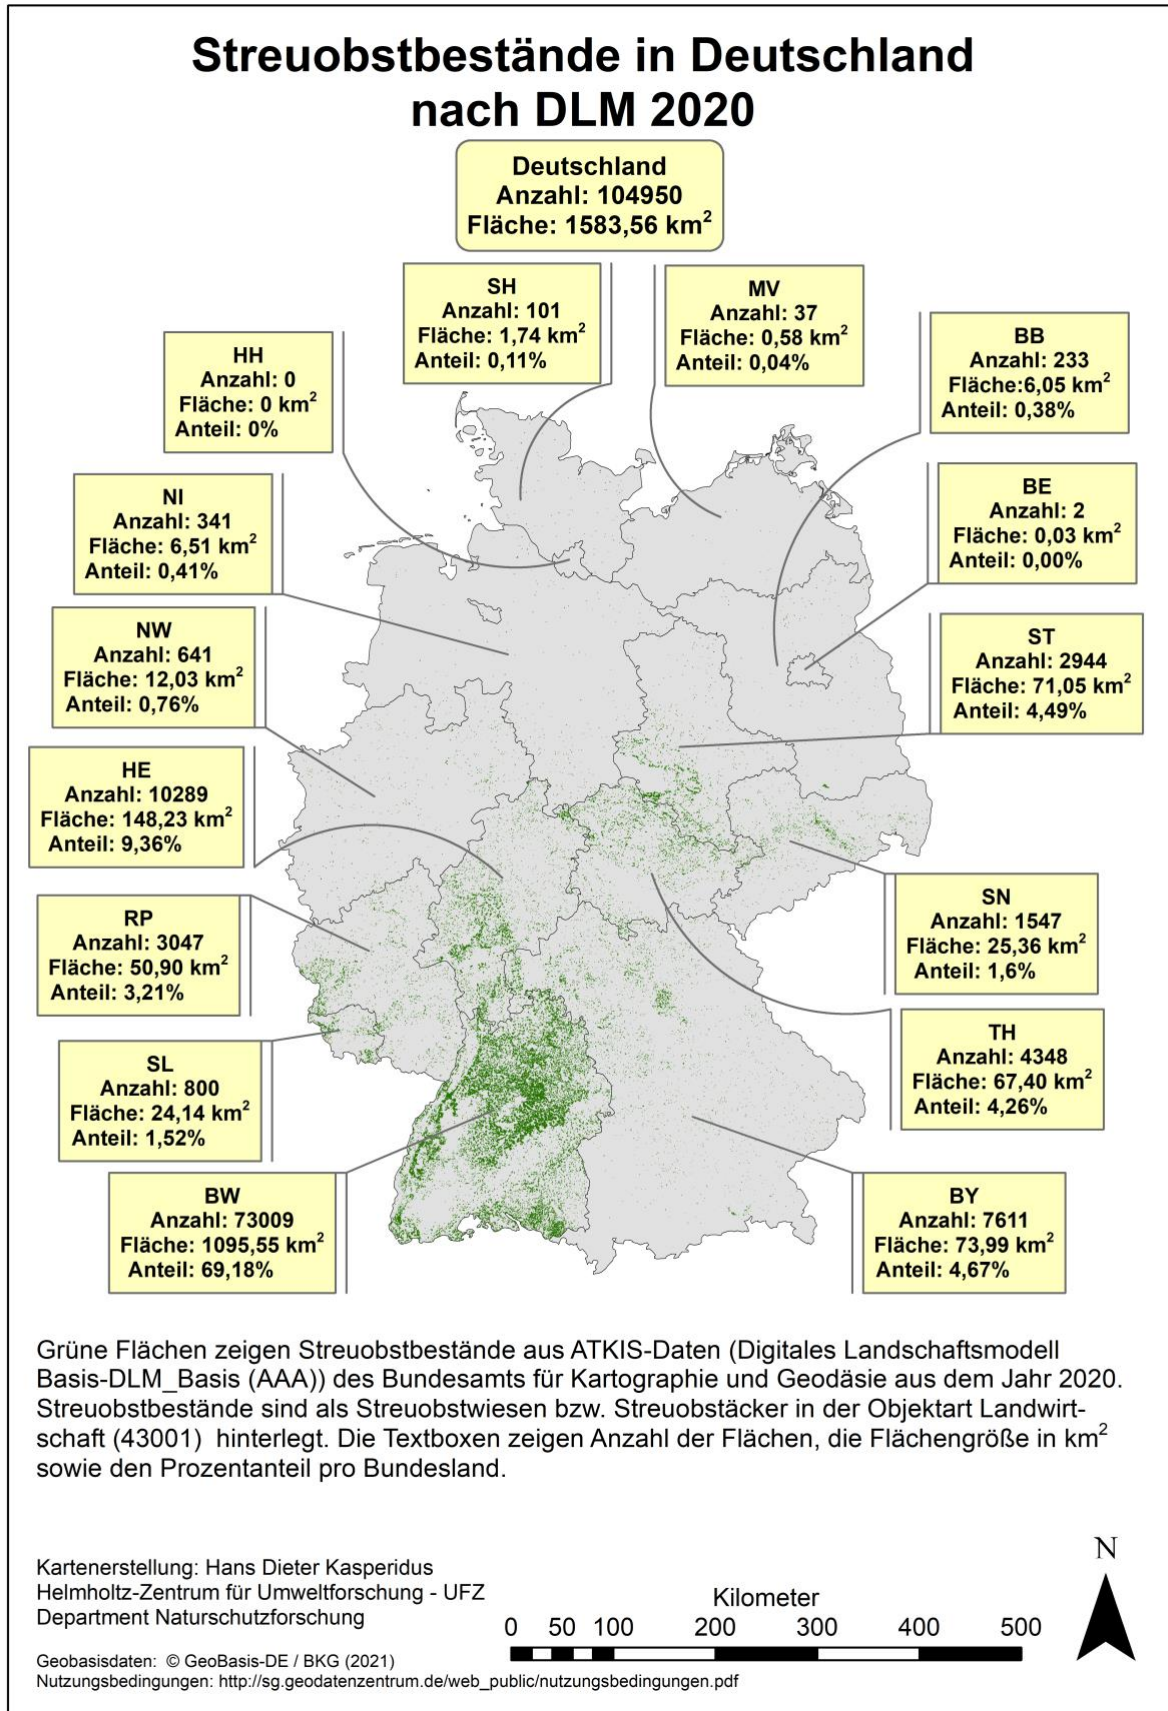 Streuobstbestände in Deutschland
nach DLM 2020
Deutschland
Anzahl: 104950
Fläche: 1583,56 km²
SH
Anzahl: 101
Fläche: 1,74 km²
Anteil: 0,11%
MV
Anzahl: 37
Fläche: 0,58 km²
Anteil: 0,04%
HH
Anzahl: 0
Fläche: 0 km²
Anteil: 0%
BB
Anzahl: 233
Fläche:6,05 km²
Anteil: 0,38%
NI
Anzahl: 341
Fläche: 6,51 km²
Anteil: 0,41%
BE
Anzahl: 2
Fläche: 0,03 km²
Anteil: 0,00%
NW
Anzahl: 641
Fläche: 12,03 km²
Anteil: 0,76%
ST
Anzahl: 2944
Fläche: 71,05 km²
Anteil: 4,49%
HE
Anzahl: 10289
Fläche: 148,23 km²
Anteil: 9,36%
RP
Anzahl: 3047
Fläche: 50,90 km²
Anteil: 3,21%
SN
Anzahl: 1547
Fläche: 25,36 km²
Anteil: 1,6%
SL
Anzahl: 800
Fläche: 24,14 km²
Anteil: 1,52%
TH
Anzahl: 4348
Fläche: 67,40 km²
Anteil: 4,26%
BW
Anzahl: 73009
Fläche: 1095,55 km²
Anteil: 69,18%
BY
Anzahl: 7611
Fläche: 73,99 km²
Anteil: 4,67%
Grüne Flächen zeigen Streuobstbestände aus ATKIS-Daten (Digitales Landschaftsmodell
Basis-DLM_Basis (AAA)) des Bundesamts für Kartographie und Geodäsie aus dem Jahr 2020.
Streuobstbestände sind als Streuobstwiesen bzw. Streuobstäcker in der Objektart Landwirt-
schaft (43001) hinterlegt. Die Textboxen zeigen Anzahl der Flächen, die Flächengröße in km²
sowie den Prozentanteil pro Bundesland.
Kartenerstellung: Hans Dieter Kasperidus
Helmholtz-Zentrum für Umweltforschung - UFZ
Department Naturschutzforschung
Geobasisdaten: © GeoBasis-DE / BKG (2021)
Nutzungsbedingungen: http://sg.geodatenzentrum.de/web_public/nutzungsbedingungen.pdf
Kilometer
0 50 100 200 300 400 500
N